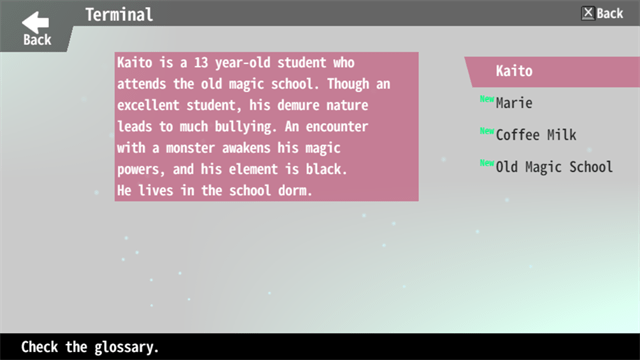 Back
Terminal
X Back
Kaito is a 13 year-old student who
attends the old magic school. Though an
excellent student, his demure nature
leads to much bullying. An encounter
with a monster awakens his magic
powers, and his element is black.
He lives in the school dorm.
Kaito
New Marie
New Coffee Milk
New Old Magic School
Check the glossary.